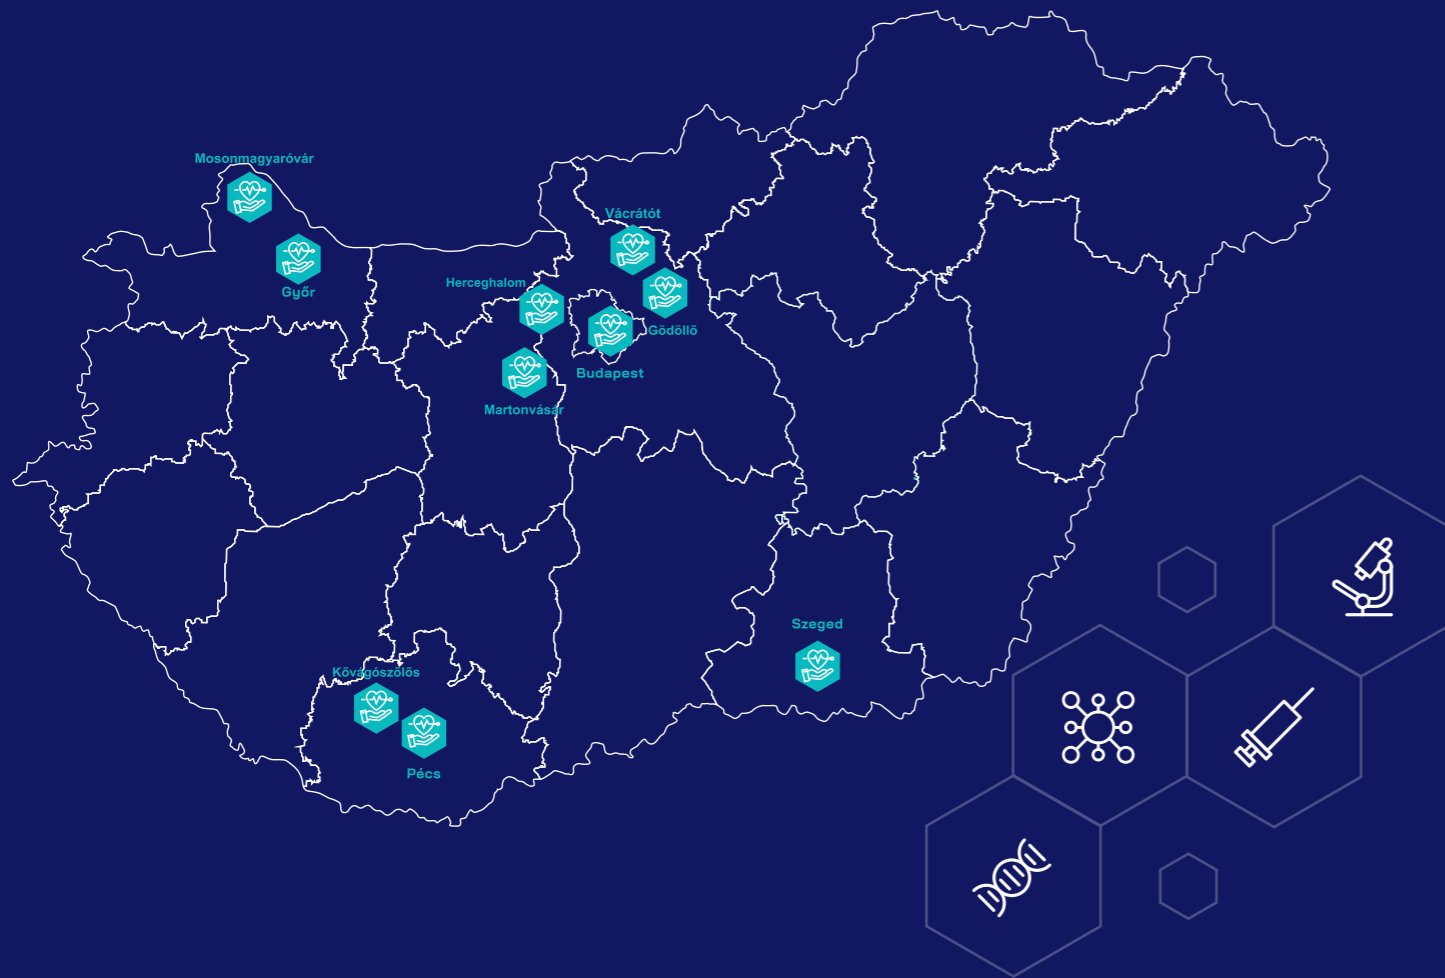 Mosonmagyaróvár
Győr
Vácrátót
Herceghalom
Gödöllő
Budapest
Martonvásár
Szeged
Kővágószőlős
Pécs